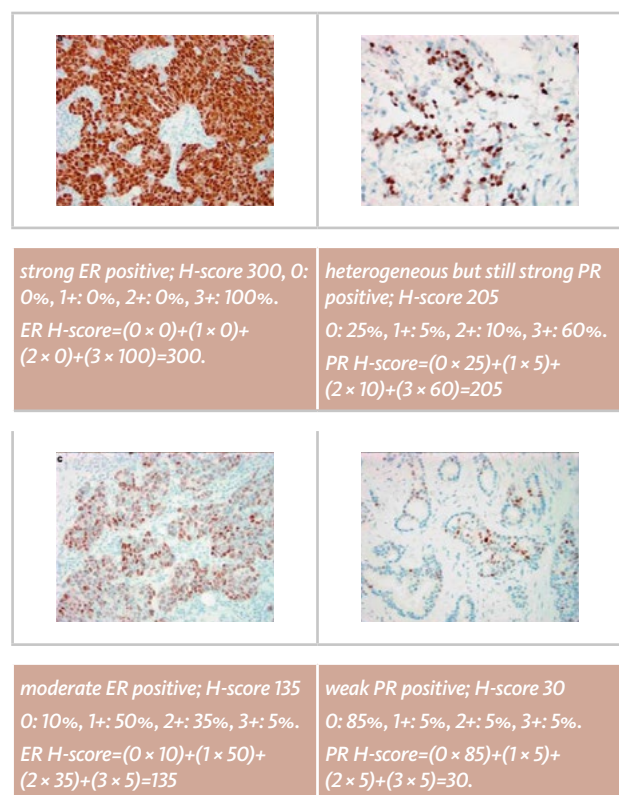 strong ER positive; H-score 300, 0:
0%, 1+: 0%, 2+: 0%, 3+: 100%.
ER H-score=(0 × 0)+(1 × 0)+
(2 × 0)+(3 × 100)=300.
heterogeneous but still strong PR
positive; H-score 205
0: 25%, 1+: 5%, 2+: 10%, 3+: 60%.
PR H-score=(0 × 25)+(1 × 5)+
(2 × 10)+(3 × 60)=205
c
moderate ER positive; H-score 135
0: 10%, 1+: 50%, 2+: 35%, 3+: 5%.
ER H-score=(0 × 10)+(1 × 50)+
(2 × 35)+(3 × 5)=135
weak PR positive; H-score 30
0: 85%, 1+: 5%, 2+: 5%, 3+: 5%.
PR H-score=(0 × 85)+(1 × 5)+
(2 × 5)+(3 × 5)=30.